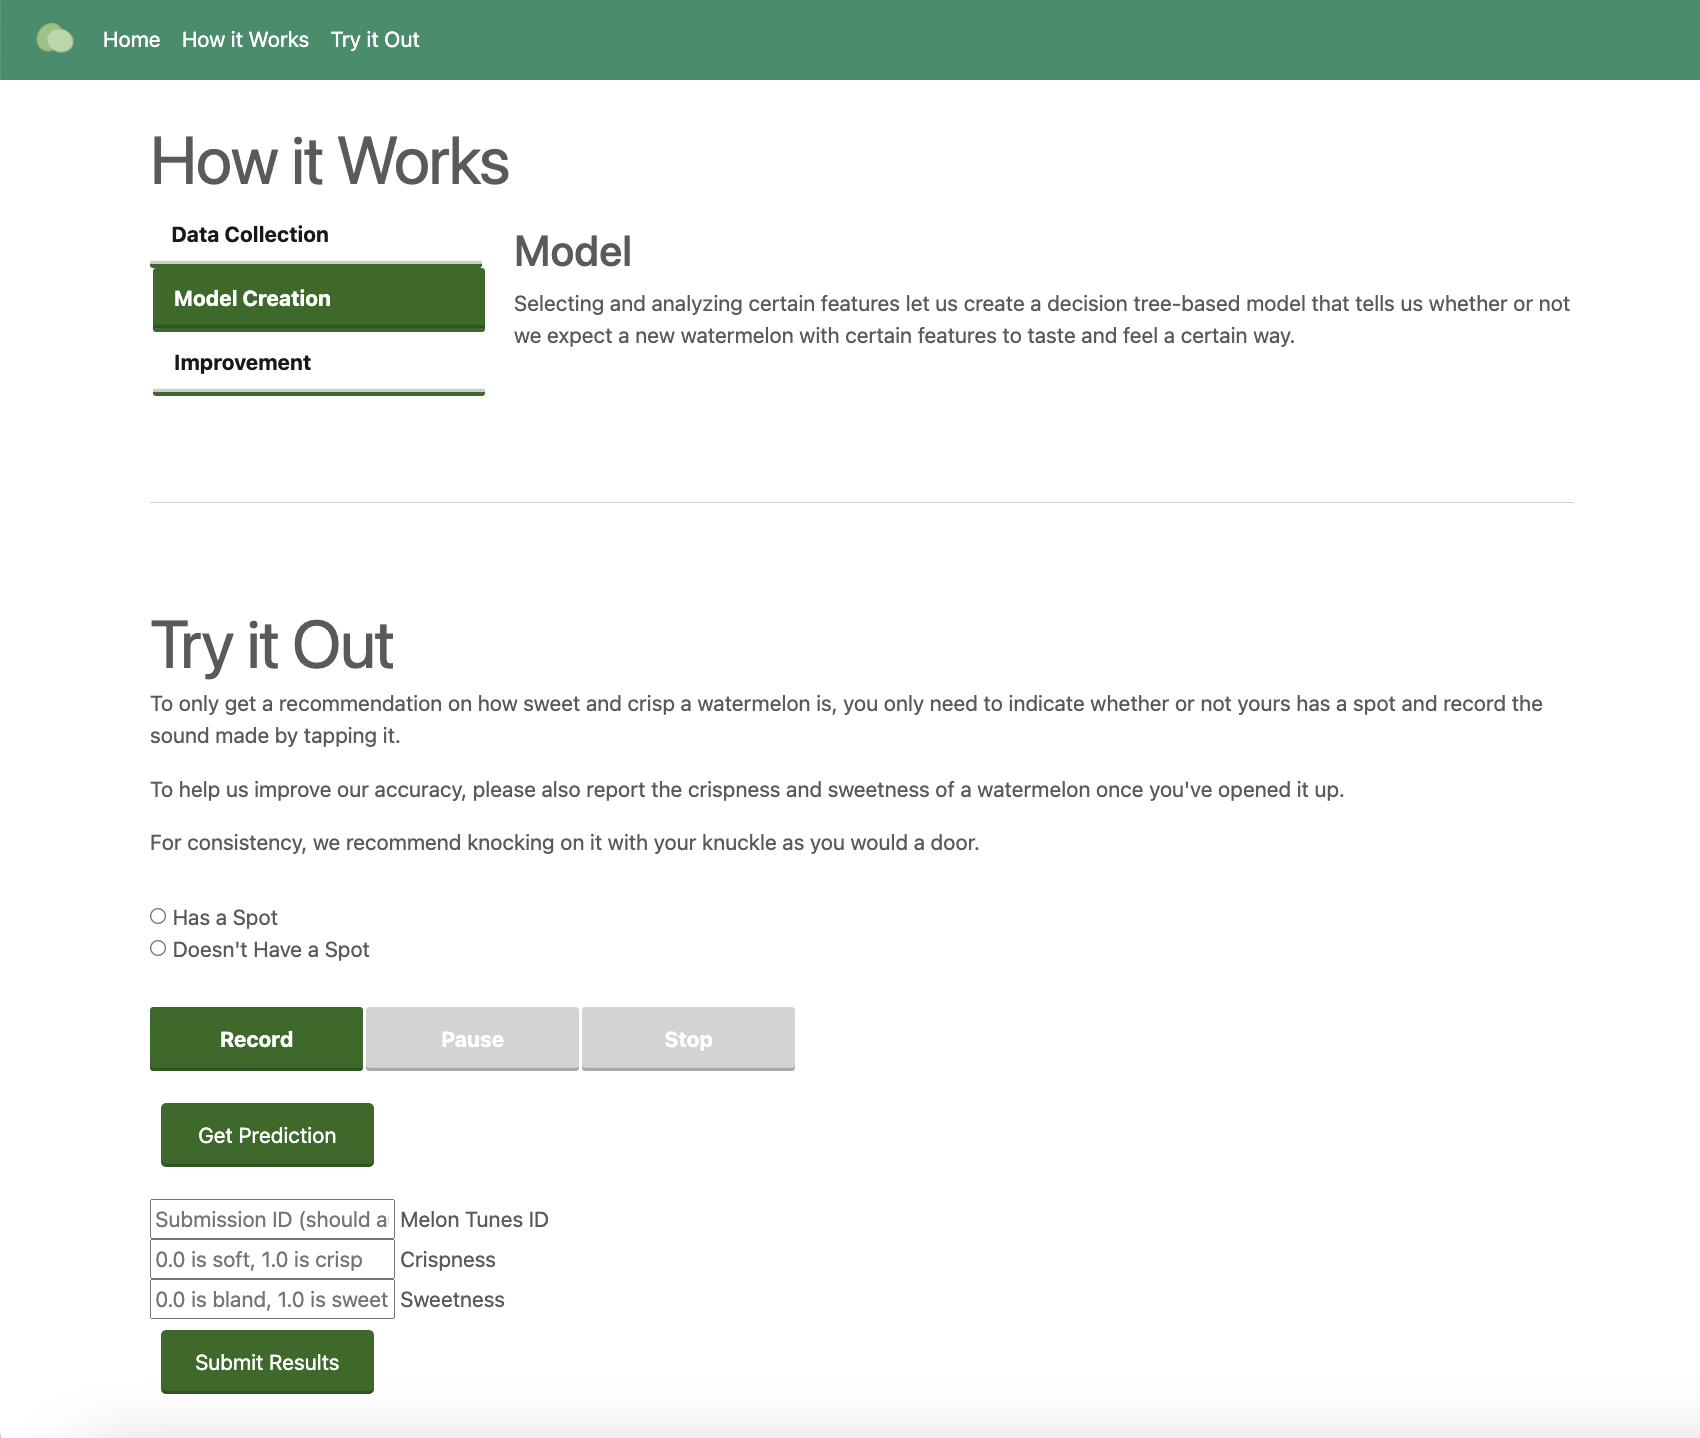 Home How it Works Try it Out
How it Works
Data Collection
Model Creation
Improvement
Model
Selecting and analyzing certain features let us create a decision tree-based model that tells us whether or not
we expect a new watermelon with certain features to taste and feel a certain way.
Try it Out
To only get a recommendation on how sweet and crisp a watermelon is, you only need to indicate whether or not yours has a spot and record the
sound made by tapping it.
To help us improve our accuracy, please also report the crispness and sweetness of a watermelon once you've opened it up.
For consistency, we recommend knocking on it with your knuckle as you would a door.
Has a Spot
Doesn't Have a Spot
Record Pause Stop
Get Prediction
Submission ID (should a Melon Tunes ID
0.0 is soft, 1.0 is crisp Crispness
0.0 is bland, 1.0 is sweet Sweetness
Submit Results